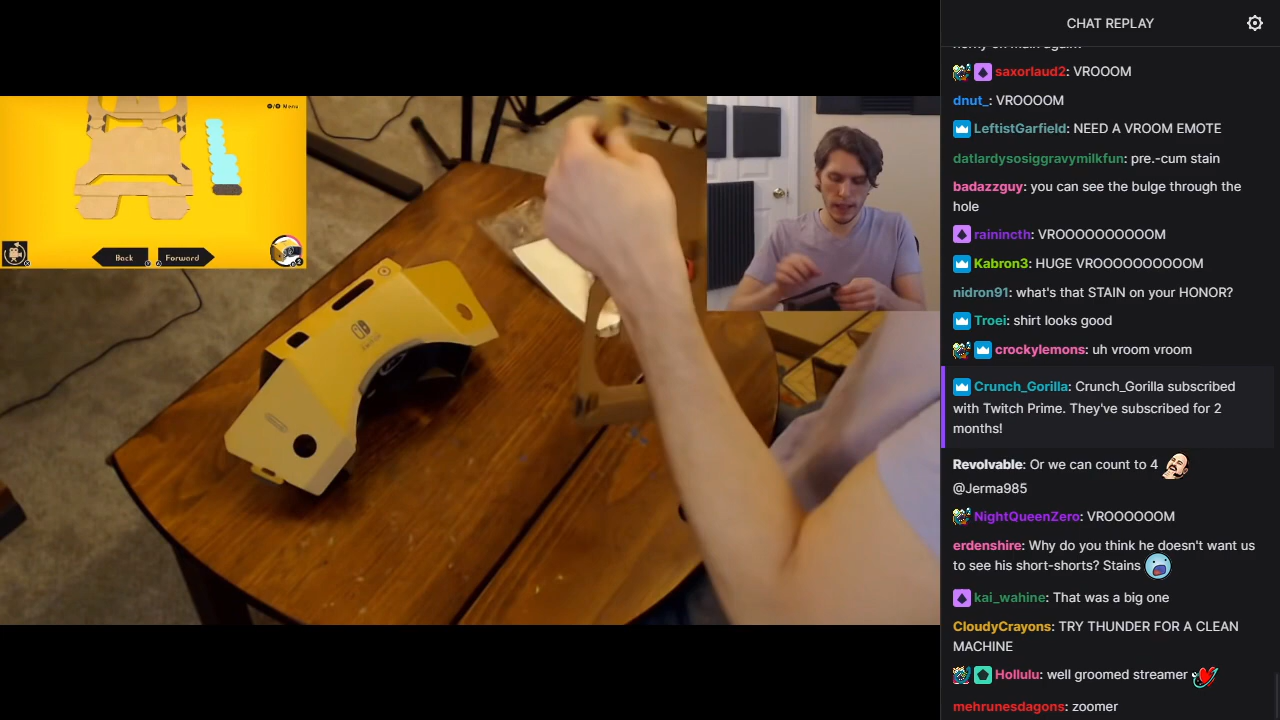 Menu
Back
Forward
CHAT REPLAY
saxorlaud2: VROOOM
dnut_: VROOOOM
LeftistGarfield: NEED A VROOM EMOTE
datlardysosiggravymilkfun: pre.-cum stain
badazzguy: you can see the bulge through the
hole
rainincth: VROOOOOOOOOOM
Kabron3: HUGE VROOOOOOOOOOM
nidron91: what's that STAIN on your HONOR?
Troei: shirt looks good
crockylemons: uh vroom vroom
Crunch_Gorilla: Crunch_Gorilla subscribed
with Twitch Prime. They've subscribed for 2
months!
Revolvable: Or we can count to 4
@Jerma985
NightQueenZero: VROOOOOOM
erdenshire: Why do you think he doesn't want us
to see his short-shorts? Stains
kai_wahine: That was a big one
CloudyCrayons: TRY THUNDER FOR A CLEAN
MACHINE
Hollulu: well groomed streamer
mehrunesdagons: zoomer